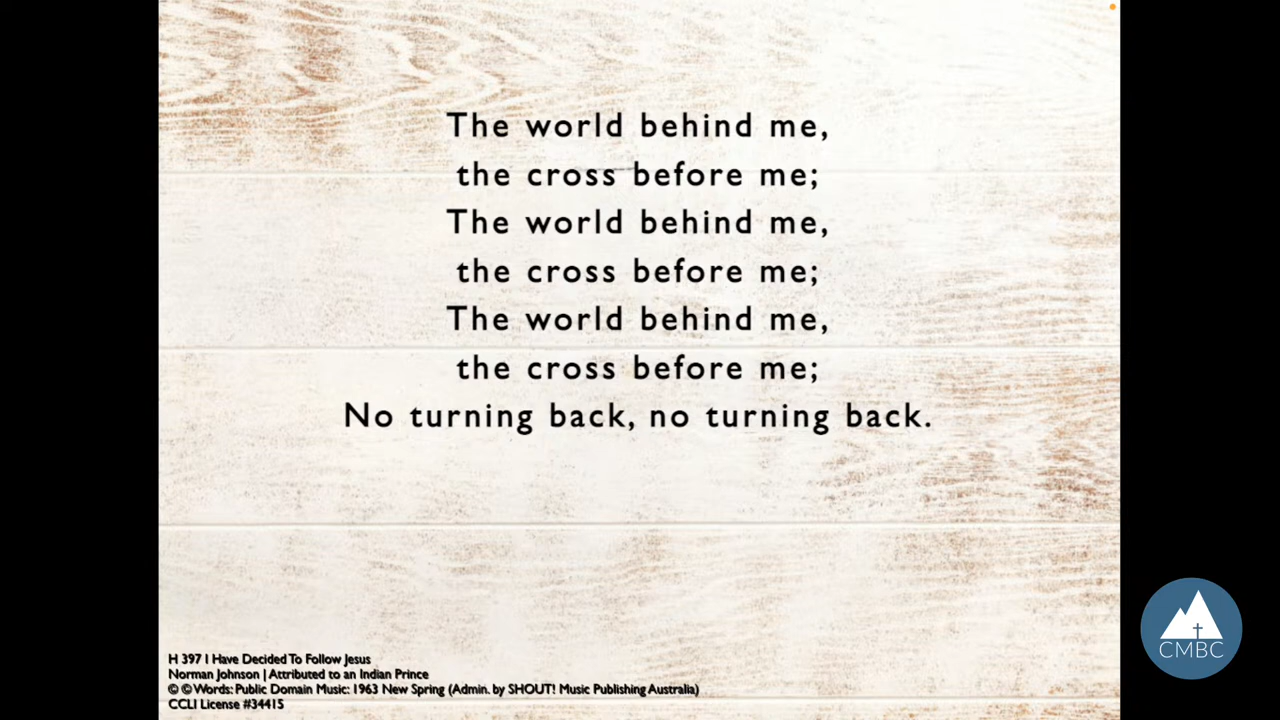 The world behind me,
the cross before me;
The world behind me,
the cross before me;
The world behind me,
the cross before me;
No turning back, no turning back.
H 397 I Have Decided To Follow Jesus
Norman Johnson | Attributed to an Indian Prince
© © Words: Public Domain Music: 1963 New Spring (Admin. by SHOUT! Music Publishing Australia)
CCLI License #34415
CMBC